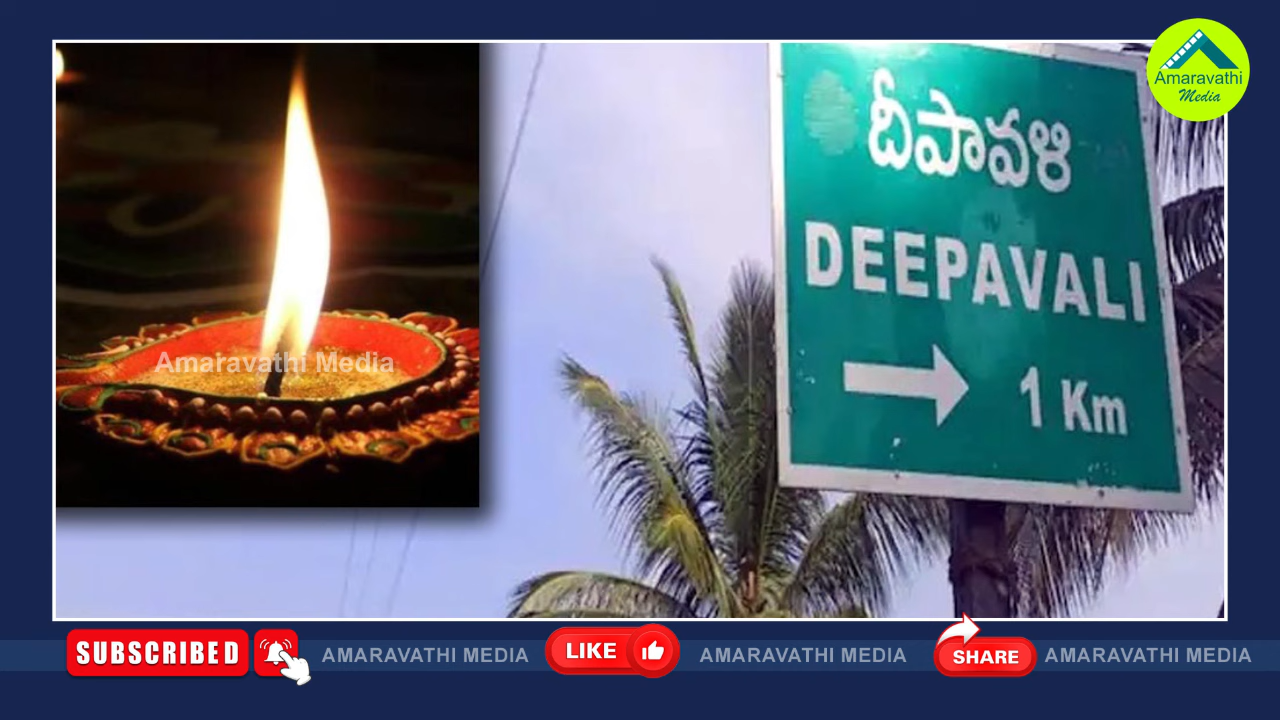 Amaravathi
Media
దీపావళి
DEEPAVALI
1 Km
Amaravathi Media
SUBSCRIBED
AMARAVATHI MEDIA
LIKE
AMARAVATHI MEDIA
SHARE
AMARAVATHI MEDIA